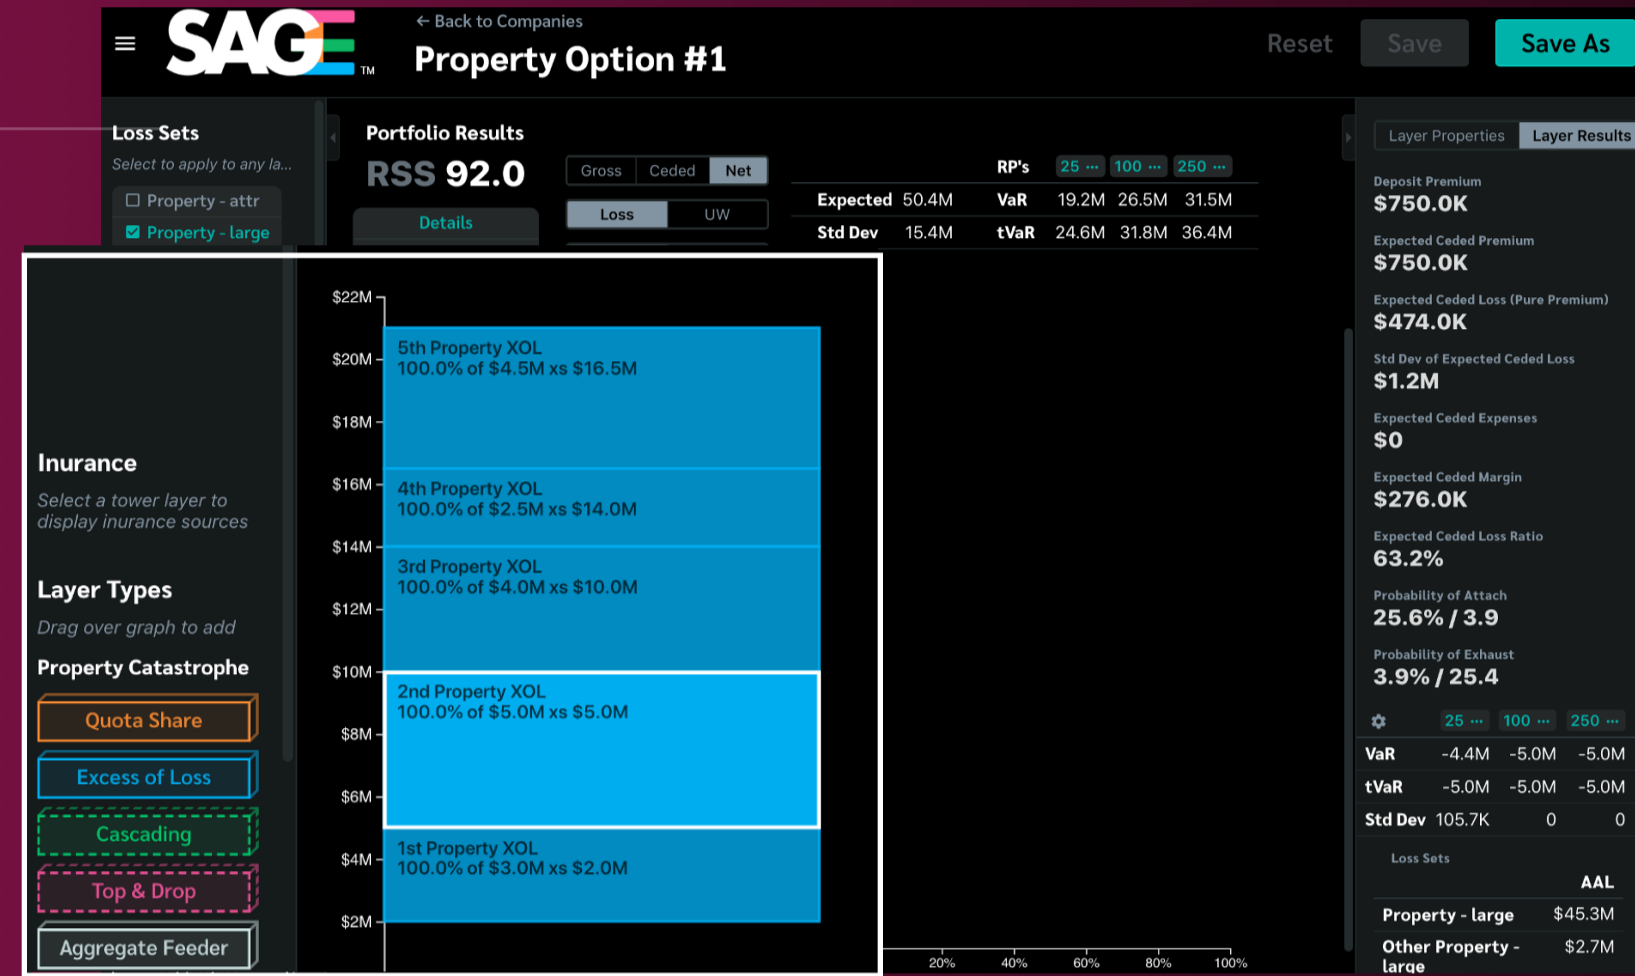 SAGE™
← Back to Companies
Property Option #1
Reset
Save
Save As
Loss Sets
Select to apply to any la...
Property - attr
Property - large
Portfolio Results
RSS 92.0
Details
Gross Ceded Net
Loss UW
RP's 25 ··· 100 ··· 250 ···
Expected 50.4M VaR 19.2M 26.5M 31.5M
Std Dev 15.4M tVaR 24.6M 31.8M 36.4M
Inurance
Select a tower layer to
display inurance sources
Layer Types
Drag over graph to add
Property Catastrophe
Quota Share
Excess of Loss
Cascading
Top & Drop
Aggregate Feeder
$22M
$20M
$18M
$16M
$14M
$12M
$10M
$8M
$6M
$4M
$2M
5th Property XOL
100.0% of $4.5M xs $16.5M
4th Property XOL
100.0% of $2.5M xs $14.0M
3rd Property XOL
100.0% of $4.0M xs $10.0M
2nd Property XOL
100.0% of $5.0M xs $5.0M
1st Property XOL
100.0% of $3.0M xs $2.0M
20% 40% 60% 80% 100%
Layer Properties Layer Results
Deposit Premium
$750.0K
Expected Ceded Premium
$750.0K
Expected Ceded Loss (Pure Premium)
$474.0K
Std Dev of Expected Ceded Loss
$1.2M
Expected Ceded Expenses
$0
Expected Ceded Margin
$276.0K
Expected Ceded Loss Ratio
63.2%
Probability of Attach
25.6% / 3.9
Probability of Exhaust
3.9% / 25.4
25 ··· 100 ··· 250 ···
VaR -4.4M -5.0M -5.0M
tVaR -5.0M -5.0M -5.0M
Std Dev 105.7K 0 0
Loss Sets
AAL
Property - large $45.3M
Other Property - $2.7M
large